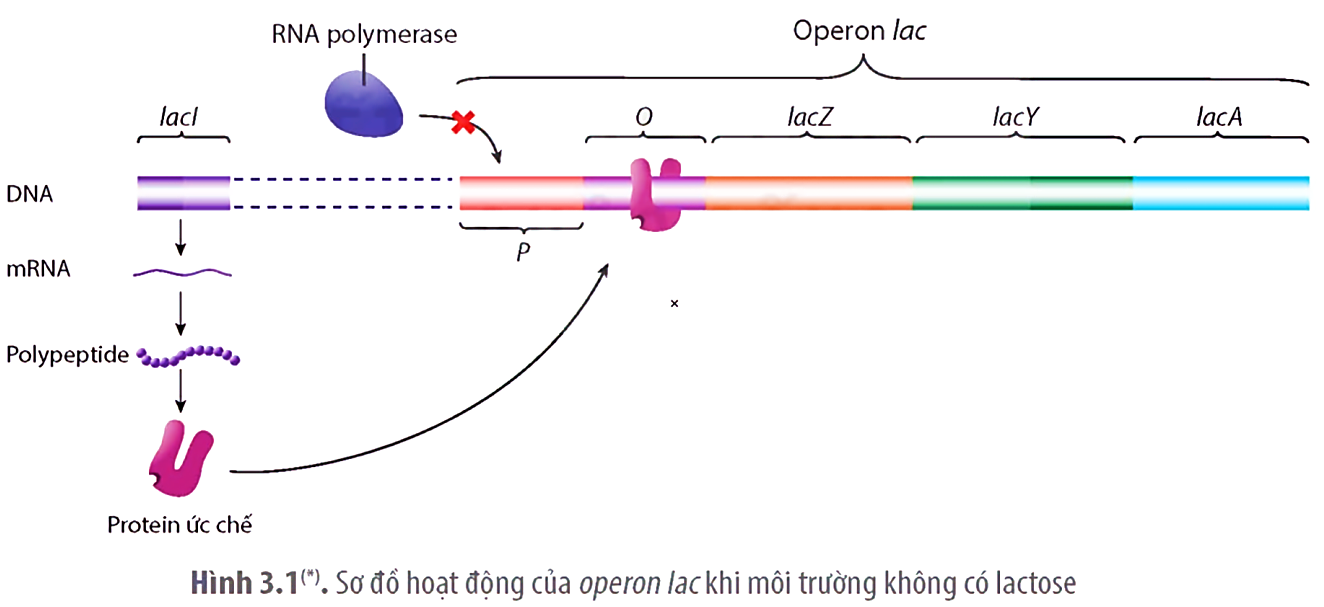 RNA polymerase
Operon lac
lacI
O
lacZ
lacY
lacA
DNA
P
mRNA
Polypeptide
Protein ức chế
Hình 3.1(*). Sơ đồ hoạt động của operon lac khi môi trường không có lactose